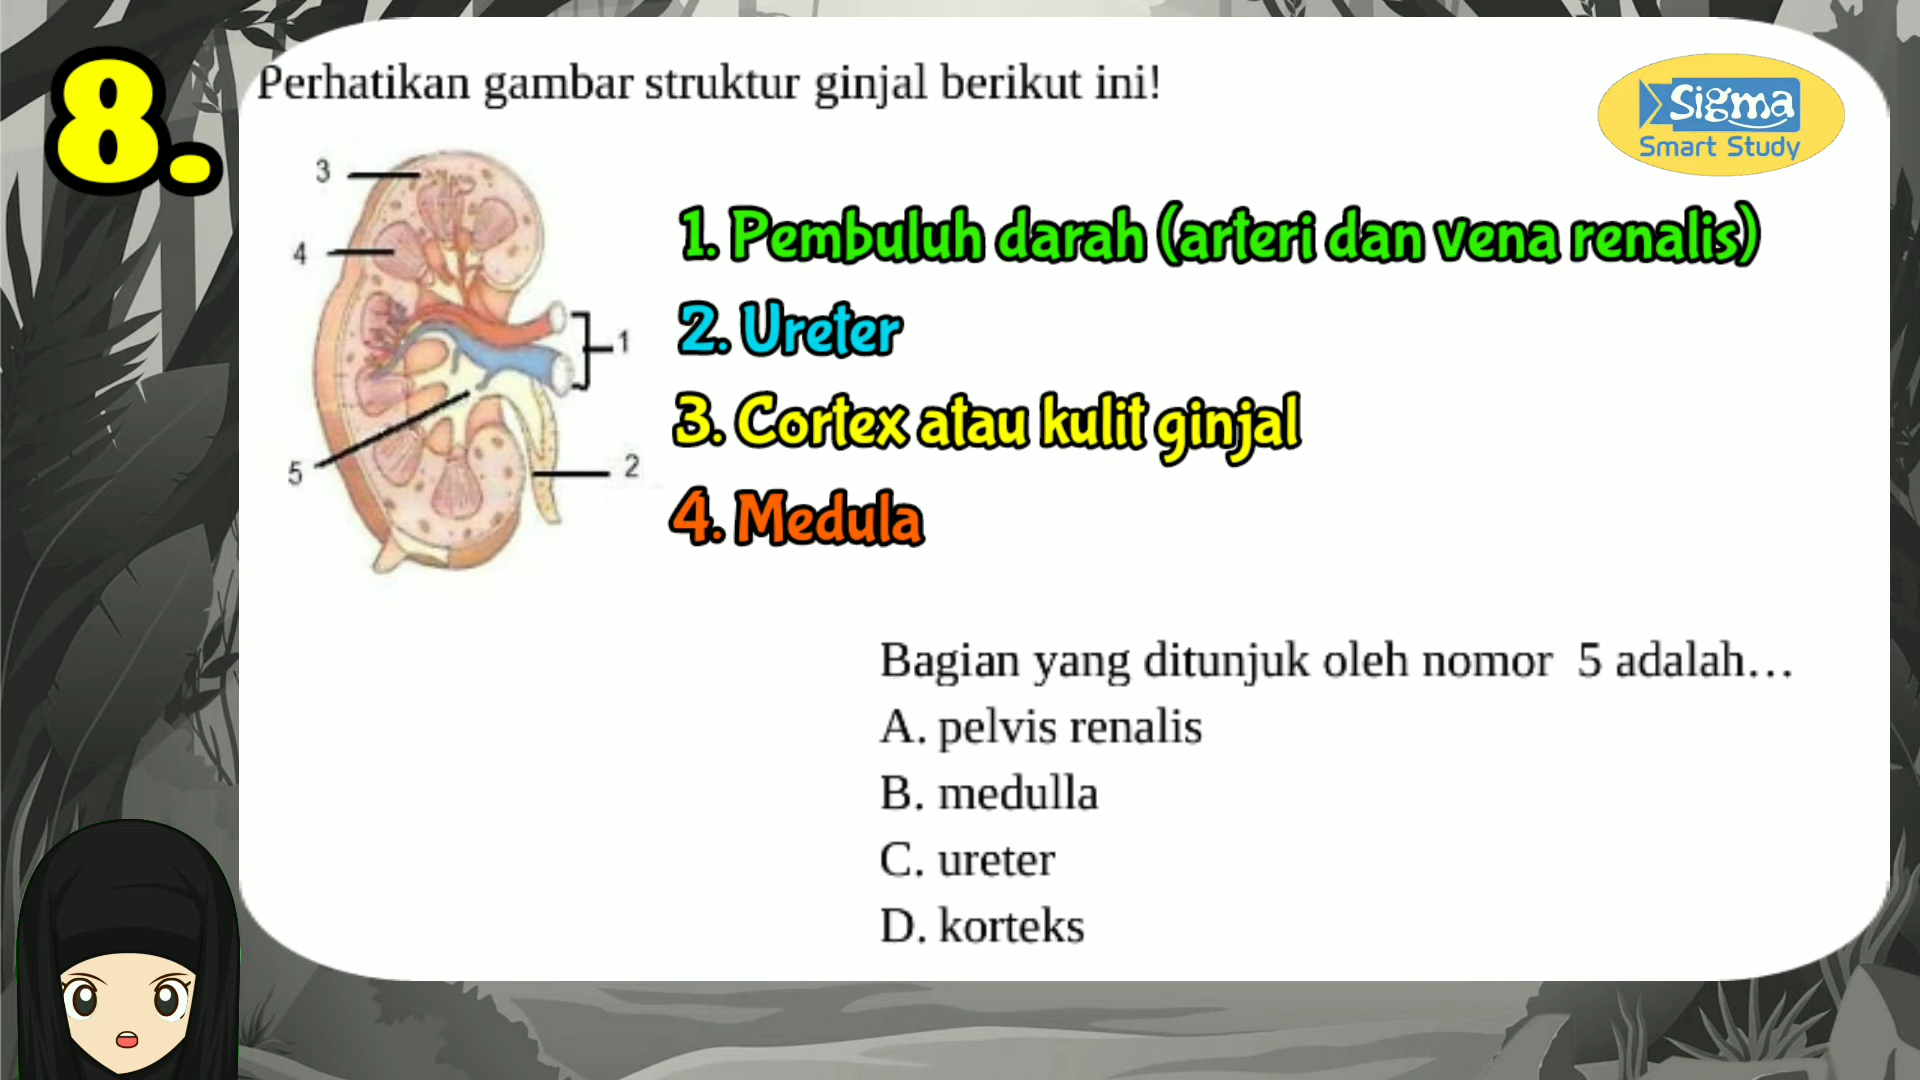 8.
Perhatikan gambar struktur ginjal berikut ini!
Sigma
Smart Study
3
4
1
5
2
1. Pembuluh darah (arteri dan vena renalis)
2. Ureter
3. Cortex atau kulit ginjal
4. Medula
Bagian yang ditunjuk oleh nomor 5 adalah...
A. pelvis renalis
B. medulla
C. ureter
D. korteks